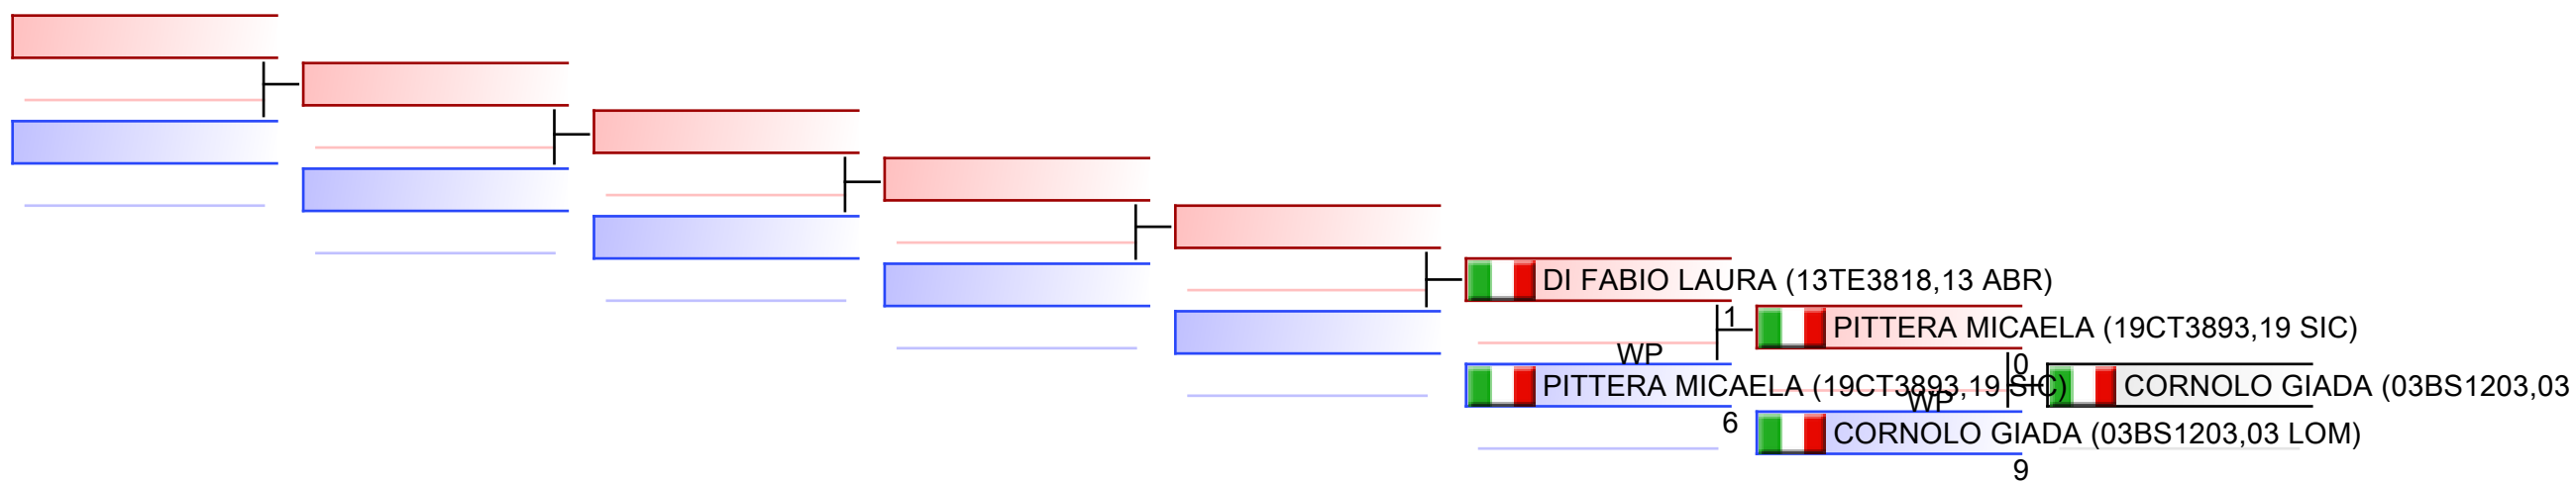 DI FABIO LAURA (13TE3818,13 ABR)
1
PITTERA MICAELA (19CT3893,19 SIC)
WP
0
PITTERA MICAELA (19CT3893,19 SIC)
CORNOLO GIADA (03BS1203,03
WP
6
CORNOLO GIADA (03BS1203,03 LOM)
9